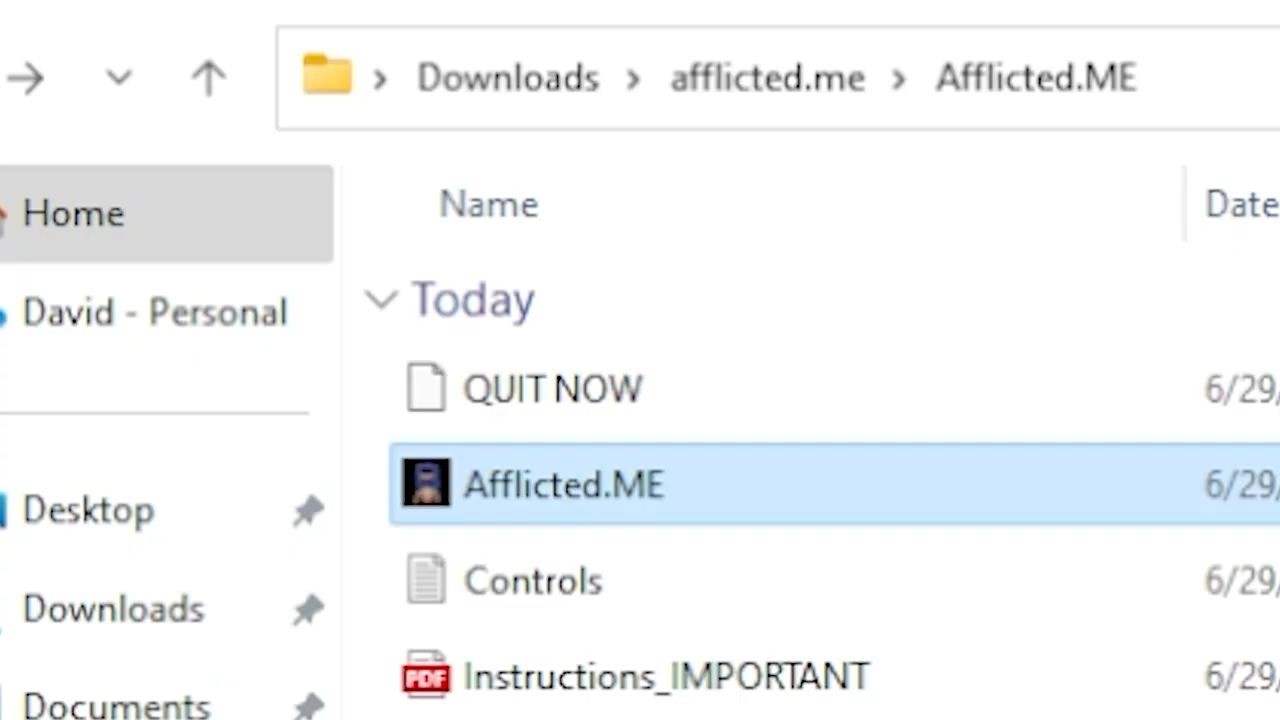 Downloads > afflicted.me > Afflicted.ME
Home
David - Personal
Desktop
Downloads
Documents
Name
Date
Today
QUIT NOW
6/29/
Afflicted.ME
6/29/
Controls
6/29/
PDF
Instructions_IMPORTANT
6/29/